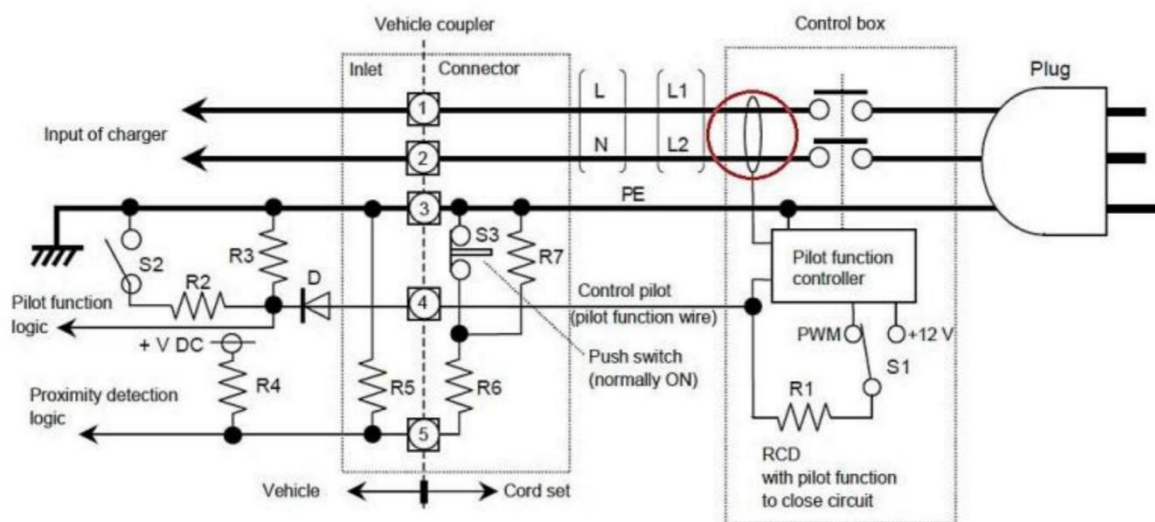 Vehicle coupler
Control box
Inlet
Connector
Plug
Input of charger
1
L
L1
2
N
L2
3
PE
S2
R3
S3
R7
Pilot function
controller
R2
D
4
Control pilot
(pilot function wire)
Pilot function
logic
+ V DC
PWM
+12 V
S1
Push switch
(normally ON)
R4
R5
R6
R1
Proximity detection
logic
5
RCD
with pilot function
to close circuit
Vehicle
Cord set